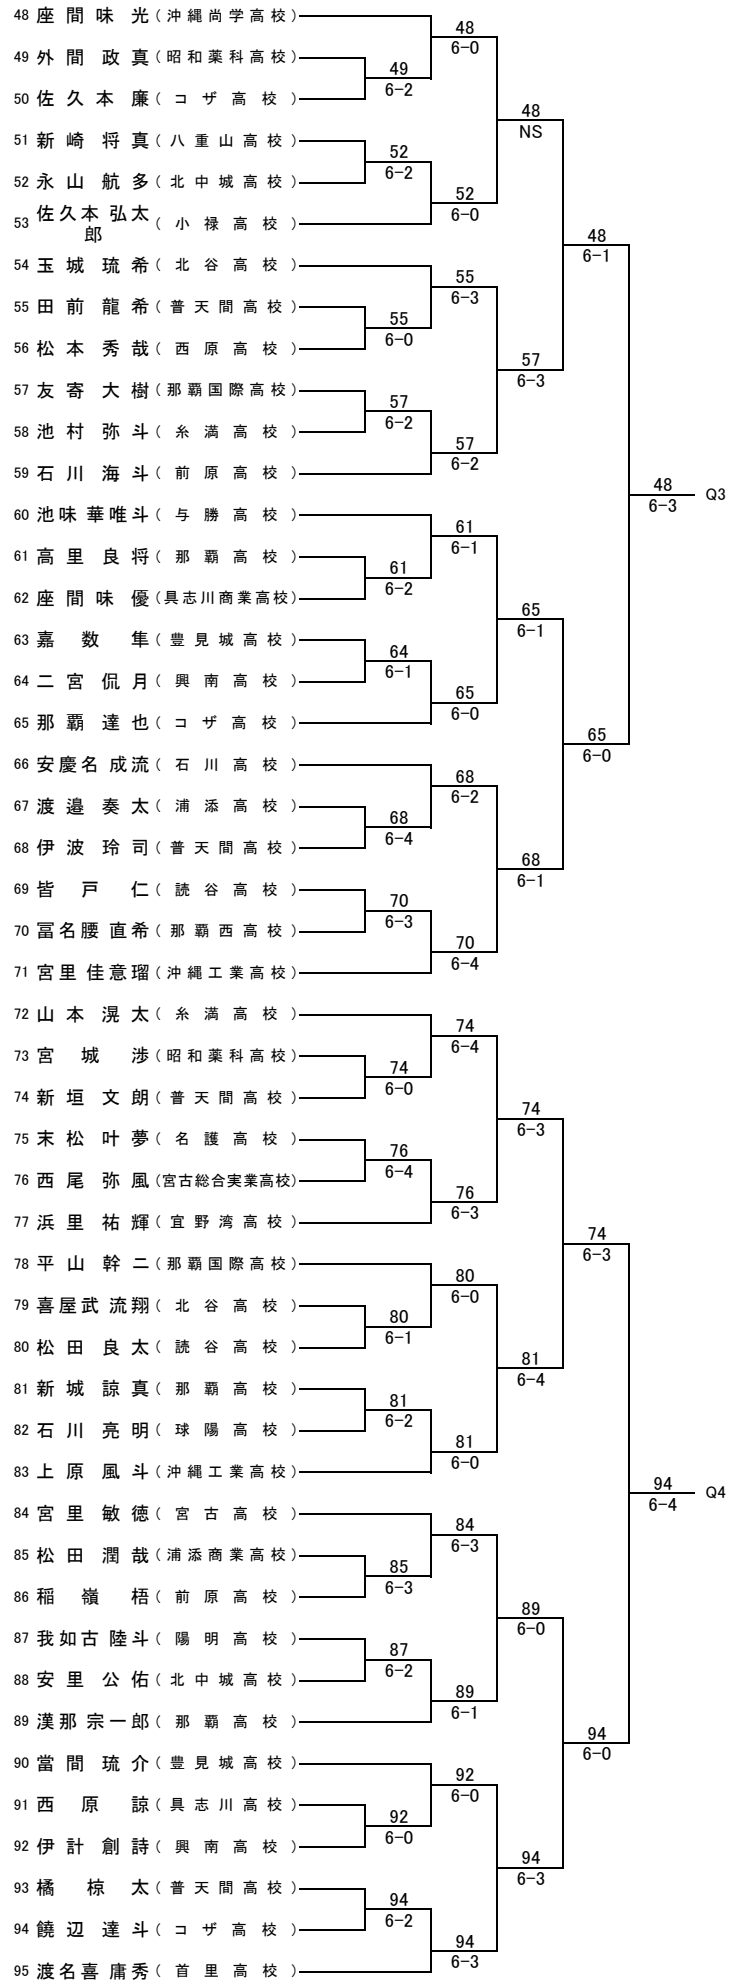 48 座間味 光 (沖縄尚学高校)
48
6-0
49 外間 政真 (昭和薬科高校)
49
6-2
50 佐久本 廉 (コザ高校)
48
NS
51 新崎 将真 (八重山高校)
52
6-2
52 永山 航多 (北中城高校)
52
6-0
53 佐久本 弘太郎 (小禄高校)
48
6-1
54 玉城 琉希 (北谷高校)
55
6-3
55 田前 龍希 (普天間高校)
55
6-0
56 松本 秀哉 (西原高校)
57
6-3
57 友寄 大樹 (那覇国際高校)
57
6-2
58 池村 弥斗 (糸満高校)
57
6-2
59 石川 海斗 (前原高校)
48
6-3
Q3
60 池味 華唯斗 (与勝高校)
61
6-1
61 高里 良将 (那覇高校)
61
6-2
62 座間味 優 (具志川商業高校)
65
6-1
63 嘉数 隼 (豊見城高校)
64
6-1
64 二宮 侃月 (興南高校)
65
6-0
65 那覇 達也 (コザ高校)
65
6-0
66 安慶名 成流 (石川高校)
68
6-2
67 渡邉 奏太 (浦添高校)
68
6-4
68 伊波 玲司 (普天間高校)
68
6-1
69 皆戸 仁 (読谷高校)
70
6-3
70 冨名腰 直希 (那覇西高校)
70
6-4
71 宮里 佳意瑠 (沖縄工業高校)
72 山本 滉太 (糸満高校)
74
6-4
73 宮城 渉 (昭和薬科高校)
74
6-0
74 新垣 文朗 (普天間高校)
74
6-3
75 末松 叶夢 (名護高校)
76
6-4
76 西尾 弥風 (宮古総合実業高校)
76
6-3
77 浜里 祐輝 (宜野湾高校)
74
6-3
78 平山 幹二 (那覇国際高校)
80
6-0
79 喜屋武 流翔 (北谷高校)
80
6-1
80 松田 良太 (読谷高校)
81
6-4
81 新城 諒真 (那覇高校)
81
6-2
82 石川 亮明 (球陽高校)
81
6-0
83 上原 風斗 (沖縄工業高校)
94
6-4
Q4
84 宮里 敏徳 (宮古高校)
84
6-3
85 松田 潤哉 (浦添商業高校)
85
6-3
86 稲嶺 梧 (前原高校)
89
6-0
87 我如古 陸斗 (陽明高校)
87
6-2
88 安里 公佑 (北中城高校)
89
6-1
89 漢那 宗一郎 (那覇高校)
94
6-0
90 當間 琉介 (豊見城高校)
92
6-0
91 西原 諒 (具志川高校)
92
6-0
92 伊計 創詩 (興南高校)
94
6-3
93 橘 椋太 (普天間高校)
94
6-2
94 饒辺 達斗 (コザ高校)
94
6-3
95 渡名喜 庸秀 (首里高校)